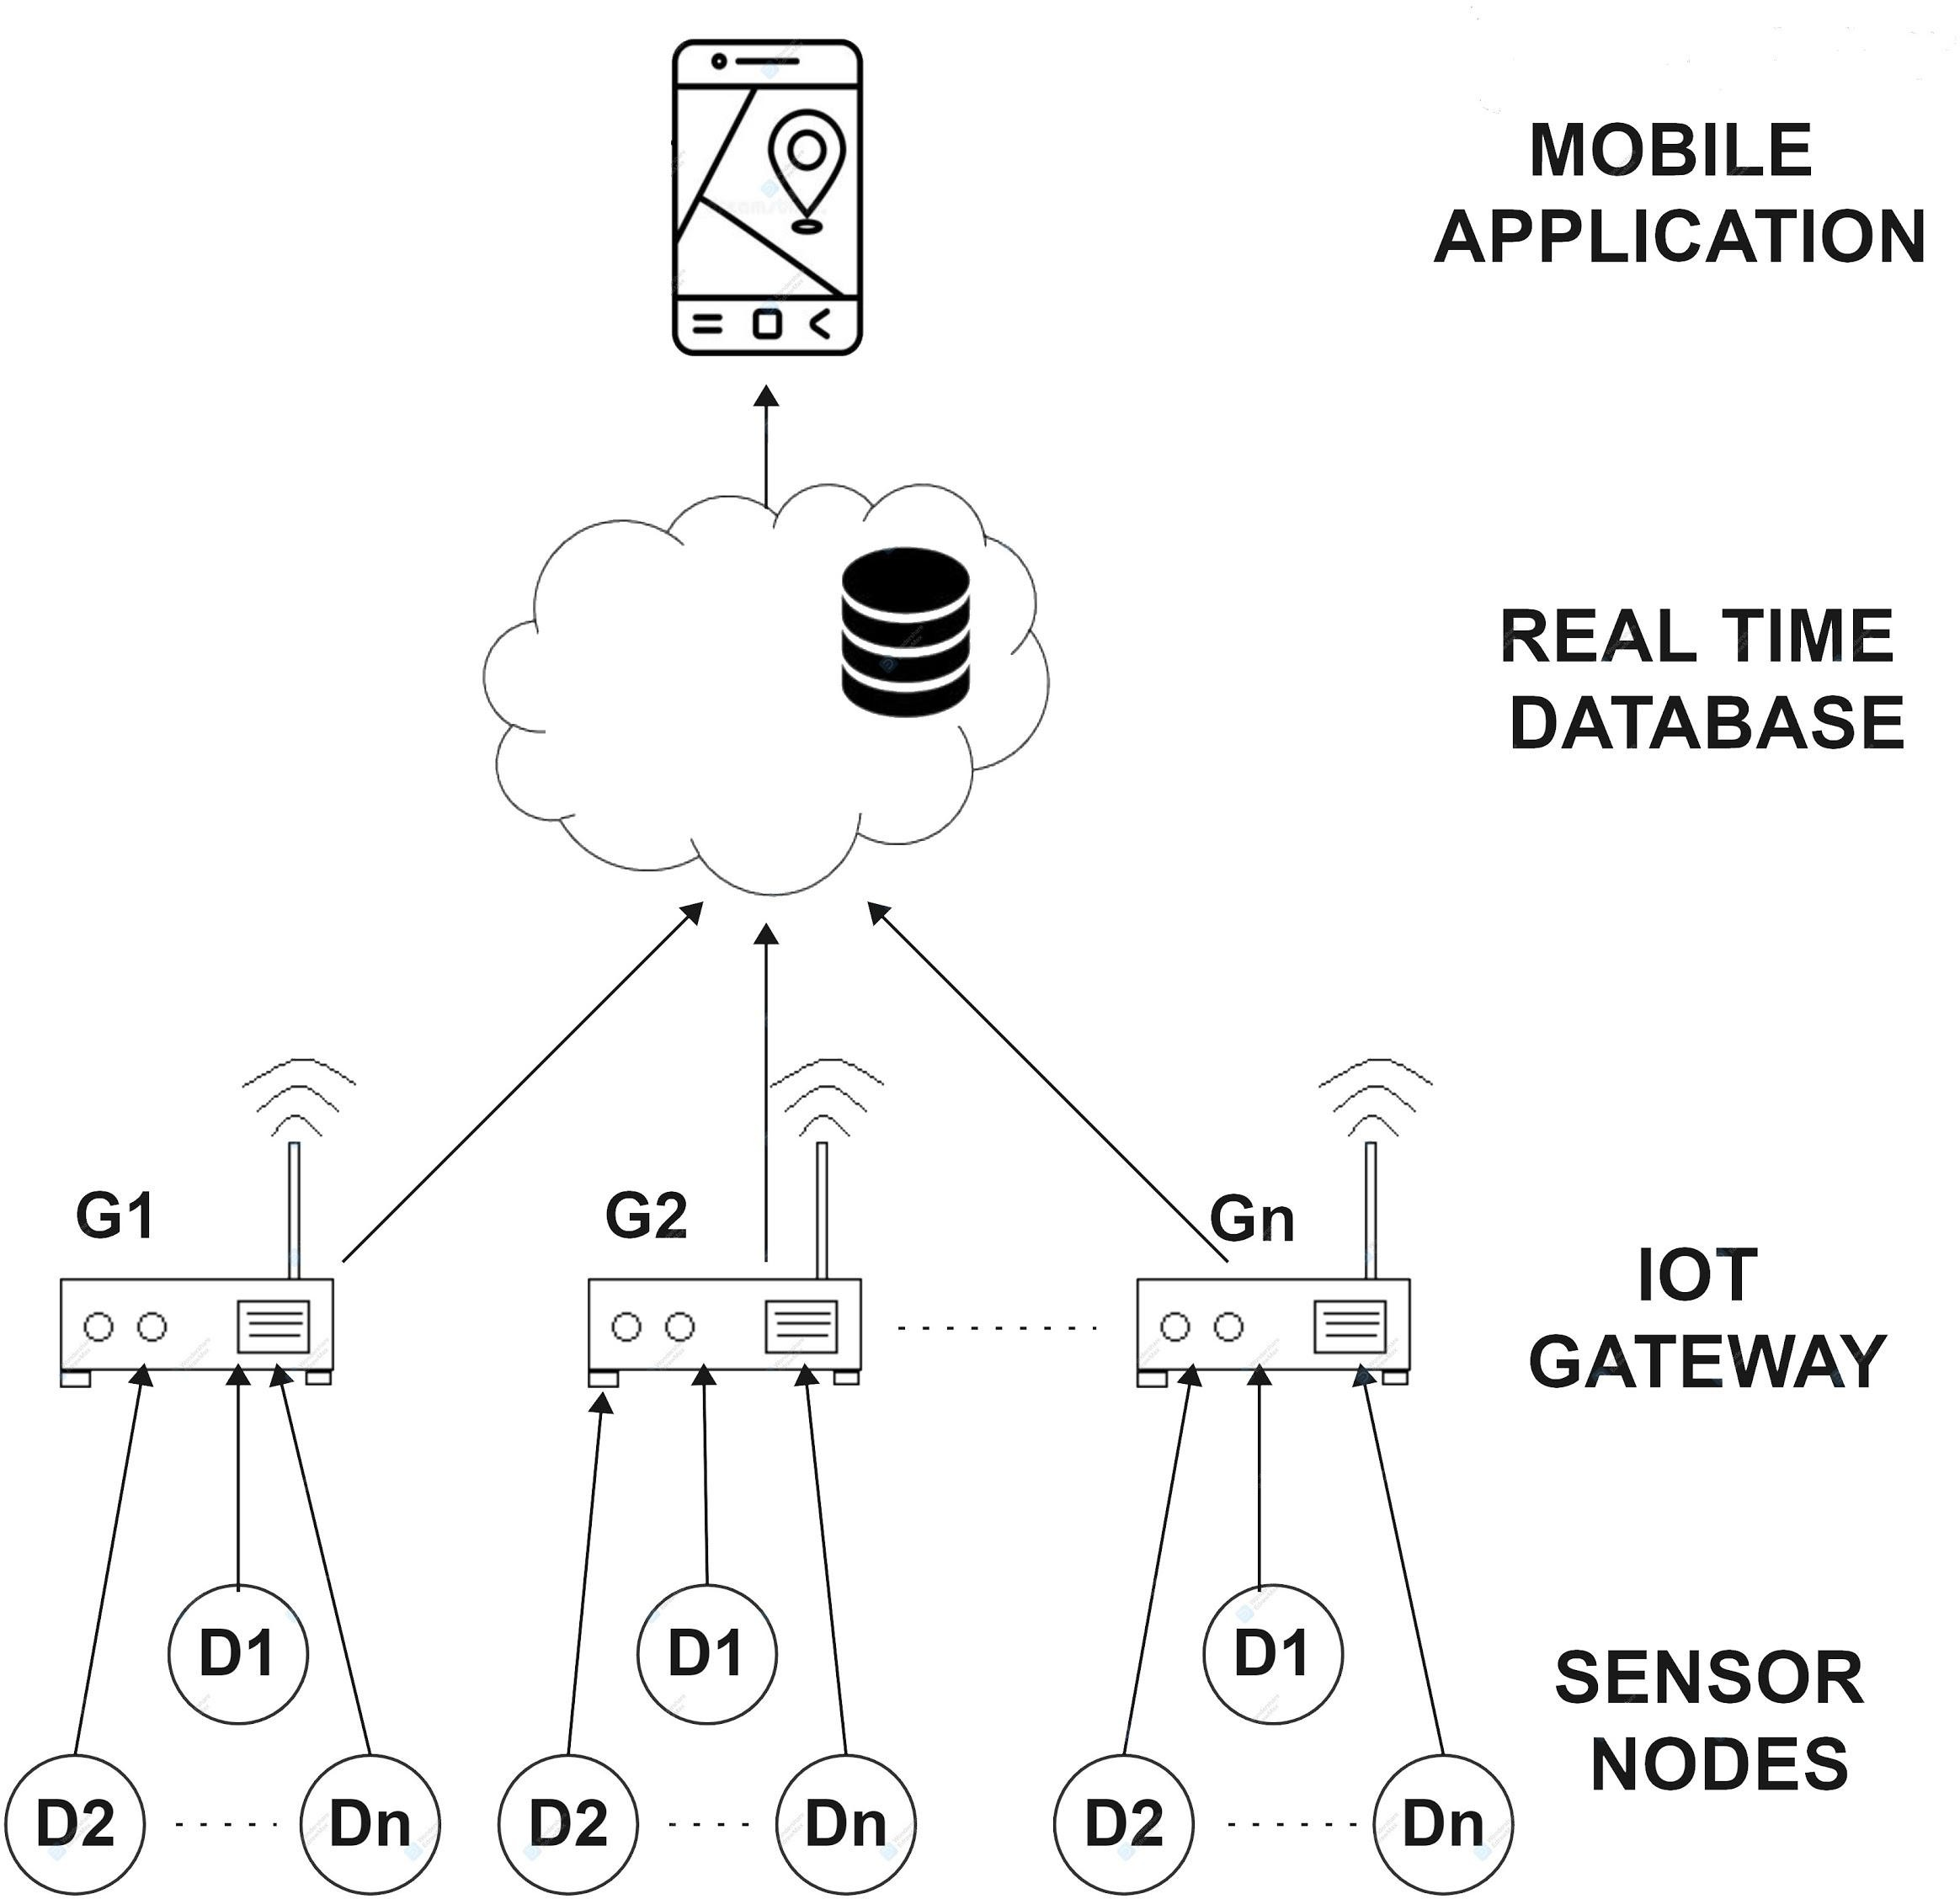 MOBILE
APPLICATION
REAL TIME
DATABASE
G1
G2
Gn
IOT
GATEWAY
D1
D1
D1
SENSOR
NODES
D2
Dn
D2
Dn
D2
Dn